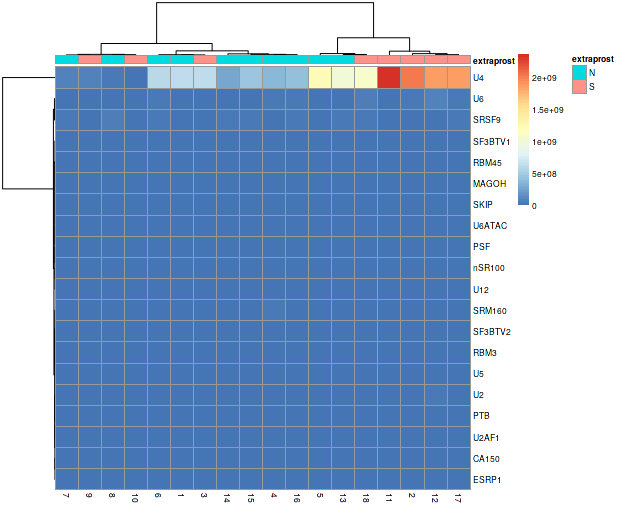 extraprost
U4
U6
SRSF9
SF3BTV1
RBM45
MAGOH
SKIP
U6ATAC
PSF
nSR100
U12
SRM160
SF3BTV2
RBM3
U5
U2
PTB
U2AF1
CA150
ESRP1
7 9 8 10 6 1 3 14 15 4 16 5 13 18 11 2 12 17
2e+09
1.5e+09
1e+09
5e+08
0
extraprost
N
S